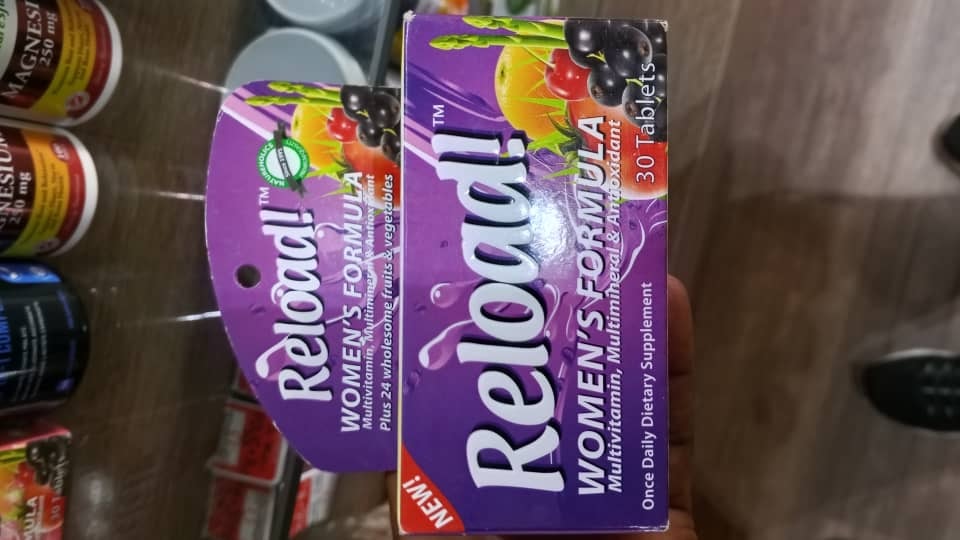 Reload!™
WOMEN'S FORMULA
Multivitamin, Multimineral & Antioxidant
Plus 24 wholesome fruits & vegetables
NEW!
Reload!™
WOMEN'S FORMULA
Multivitamin, Multimineral & Antioxidant
Once Daily Dietary Supplement
30 Tablets
MAGNESI
250 mg
250 mg
ULA